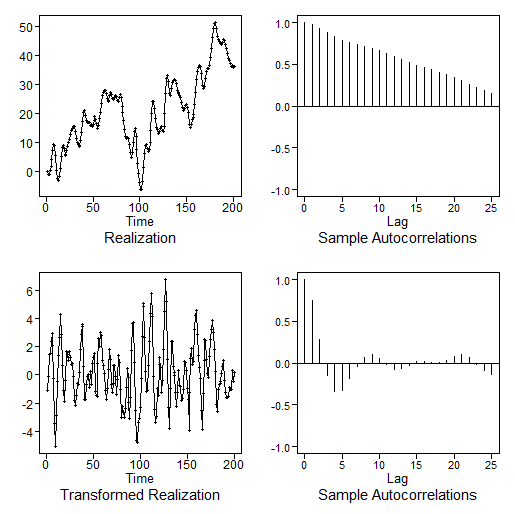 50
40
30
20
10
0
0 50 100 150 200
Time
Realization
1.0
0.5
0.0
-0.5
-1.0
0 5 10 15 20 25
Lag
Sample Autocorrelations
6
4
2
0
-2
-4
0 50 100 150 200
Time
Transformed Realization
1.0
0.5
0.0
-0.5
-1.0
0 5 10 15 20 25
Lag
Sample Autocorrelations